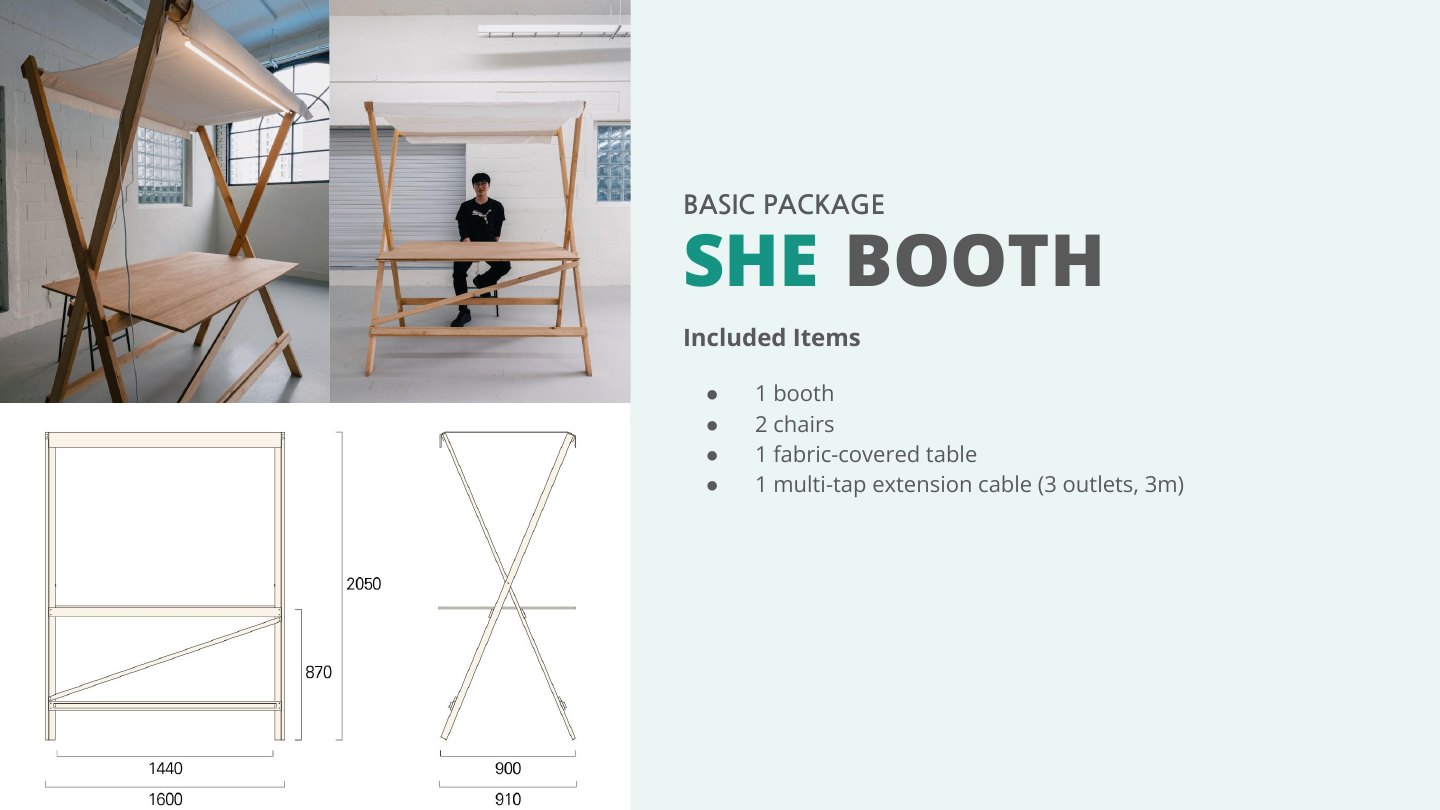 BASIC PACKAGE
SHE BOOTH
Included Items
● 1 booth
● 2 chairs
● 1 fabric-covered table
● 1 multi-tap extension cable (3 outlets, 3m)
2050
870
1440
1600
900
910